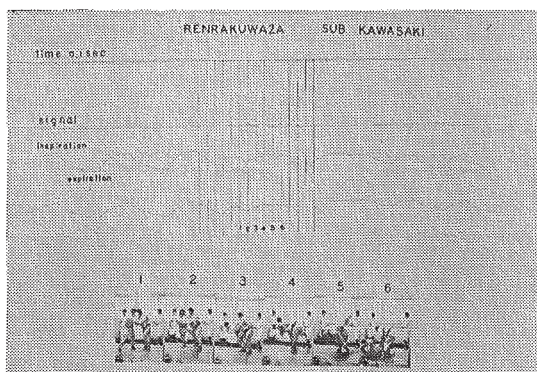 RENRAKUWAZA SUB KAWASAKI
time 0.1sec
signal
inspiration
expiration
1 2 3 4 5 6
1 2 3 4 5 6